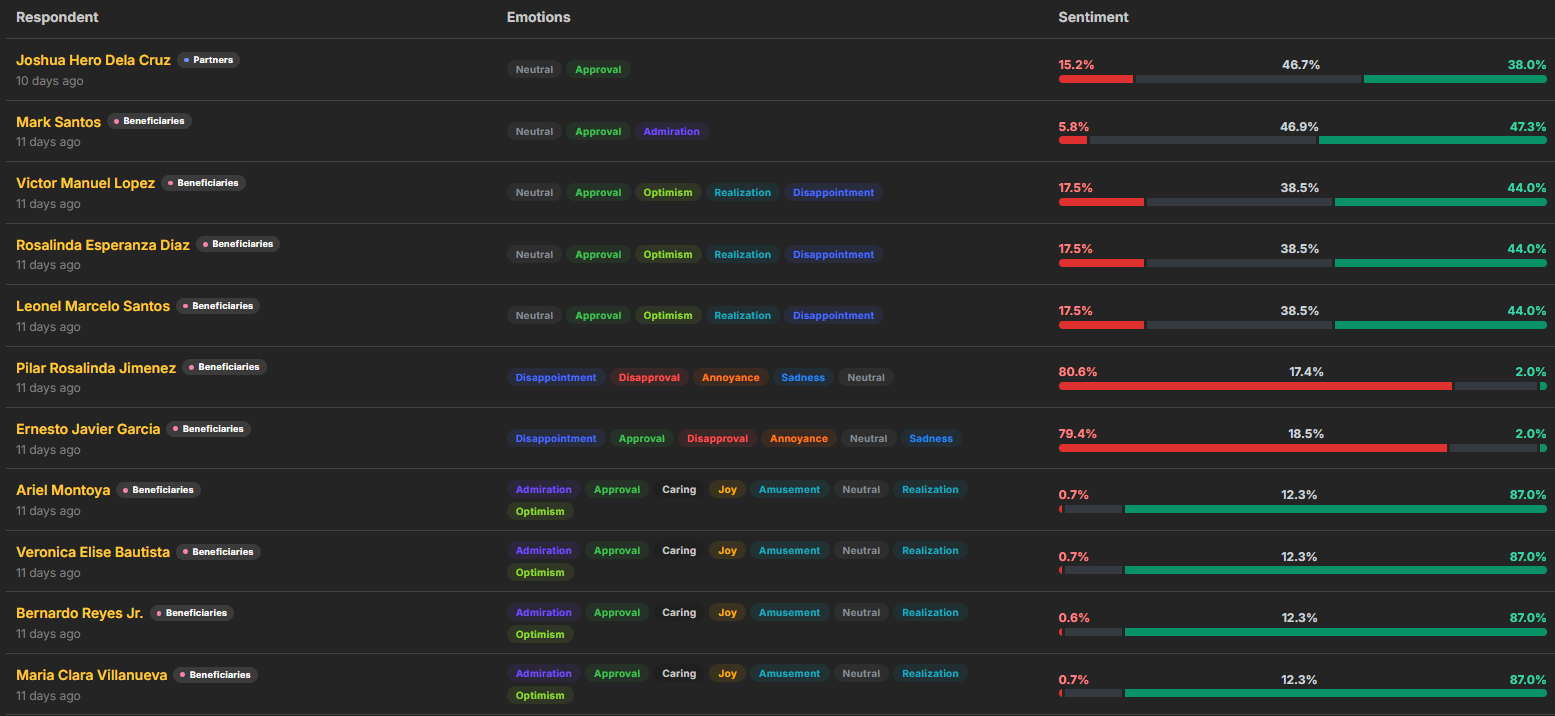 Respondent Emotions Sentiment
Joshua Hero Dela Cruz Partners
10 days ago
Neutral Approval
15.2% 46.7% 38.0%
Mark Santos Beneficiaries
11 days ago
Neutral Approval Admiration
5.8% 46.9% 47.3%
Victor Manuel Lopez Beneficiaries
11 days ago
Neutral Approval Optimism Realization Disappointment
17.5% 38.5% 44.0%
Rosalinda Esperanza Diaz Beneficiaries
11 days ago
Neutral Approval Optimism Realization Disappointment
17.5% 38.5% 44.0%
Leonel Marcelo Santos Beneficiaries
11 days ago
Neutral Approval Optimism Realization Disappointment
17.5% 38.5% 44.0%
Pilar Rosalinda Jimenez Beneficiaries
11 days ago
Disappointment Disapproval Annoyance Sadness Neutral
80.6% 17.4% 2.0%
Ernesto Javier Garcia Beneficiaries
11 days ago
Disappointment Approval Disapproval Annoyance Neutral Sadness
79.4% 18.5% 2.0%
Ariel Montoya Beneficiaries
11 days ago
Admiration Approval Caring Joy Amusement Neutral Realization
Optimism
0.7% 12.3% 87.0%
Veronica Elise Bautista Beneficiaries
11 days ago
Admiration Approval Caring Joy Amusement Neutral Realization
Optimism
0.7% 12.3% 87.0%
Bernardo Reyes Jr. Beneficiaries
11 days ago
Admiration Approval Caring Joy Amusement Neutral Realization
Optimism
0.6% 12.3% 87.0%
Maria Clara Villanueva Beneficiaries
11 days ago
Admiration Approval Caring Joy Amusement Neutral Realization
Optimism
0.7% 12.3% 87.0%